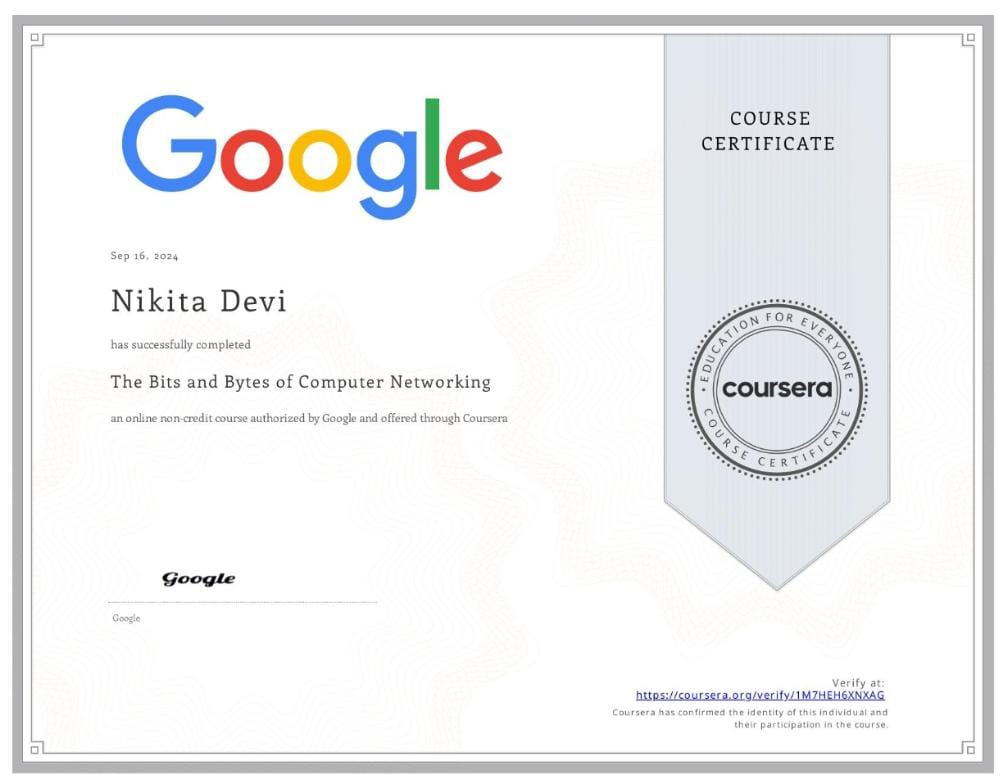 Google
COURSE
CERTIFICATE
Sep 16, 2024
Nikita Devi
has successfully completed
The Bits and Bytes of Computer Networking
an online non-credit course authorized by Google and offered through Coursera
EDUCATION FOR EVERYONE
coursera
COURSE CERTIFICATE
Google
Google
Verify at:
https://coursera.org/verify/1M7HEH6XNXAG
Coursera has confirmed the identity of this individual and
their participation in the course.